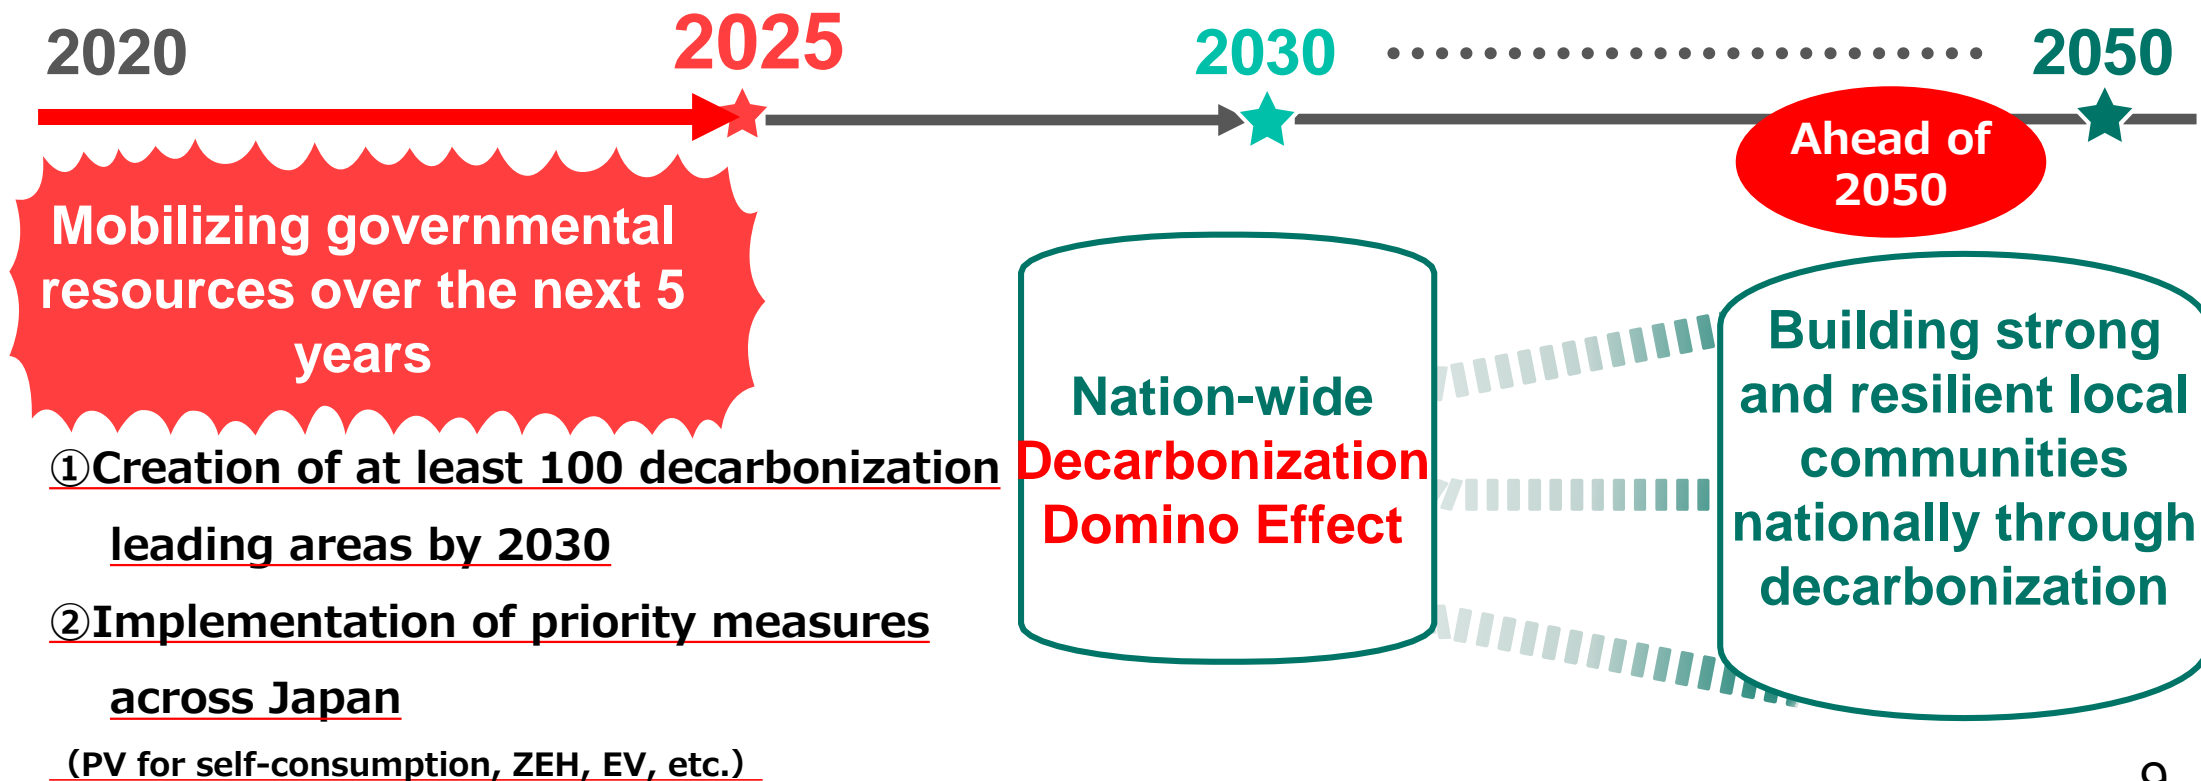 2020
2025
2030
2050
Ahead of
2050
Mobilizing governmental
resources over the next 5
years
①Creation of at least 100 decarbonization
leading areas by 2030
②Implementation of priority measures
across Japan
（PV for self-consumption, ZEH, EV, etc.）
Nation-wide
Decarbonization
Domino Effect
Building strong
and resilient local
communities
nationally through
decarbonization